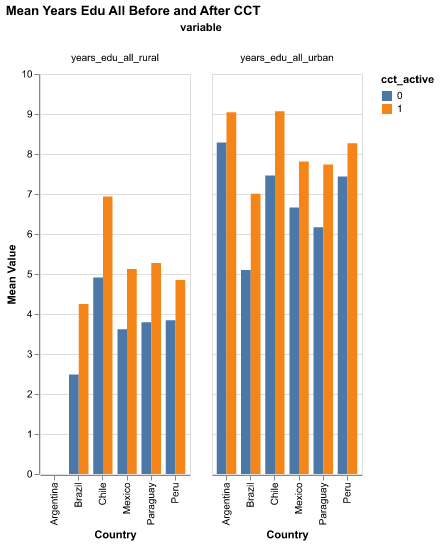 Mean Years Edu All Before and After CCT
variable
years_edu_all_rural
years_edu_all_urban
cct_active
0
1
Mean Value
10
9
8
7
6
5
4
3
2
1
0
Argentina
Brazil
Chile
Mexico
Paraguay
Peru
Argentina
Brazil
Chile
Mexico
Paraguay
Peru
Country
Country